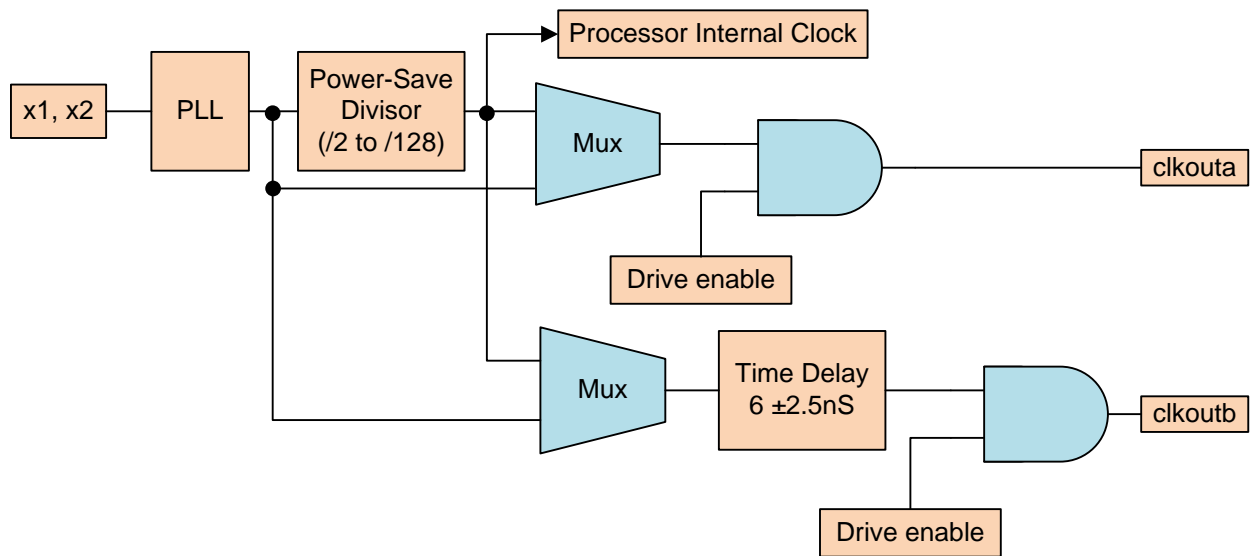 Processor Internal Clock
x1, x2
PLL
Power-Save
Divisor
(/2 to /128)
Mux
clkouta
Drive enable
Mux
Time Delay
6 ±2.5nS
clkoutb
Drive enable